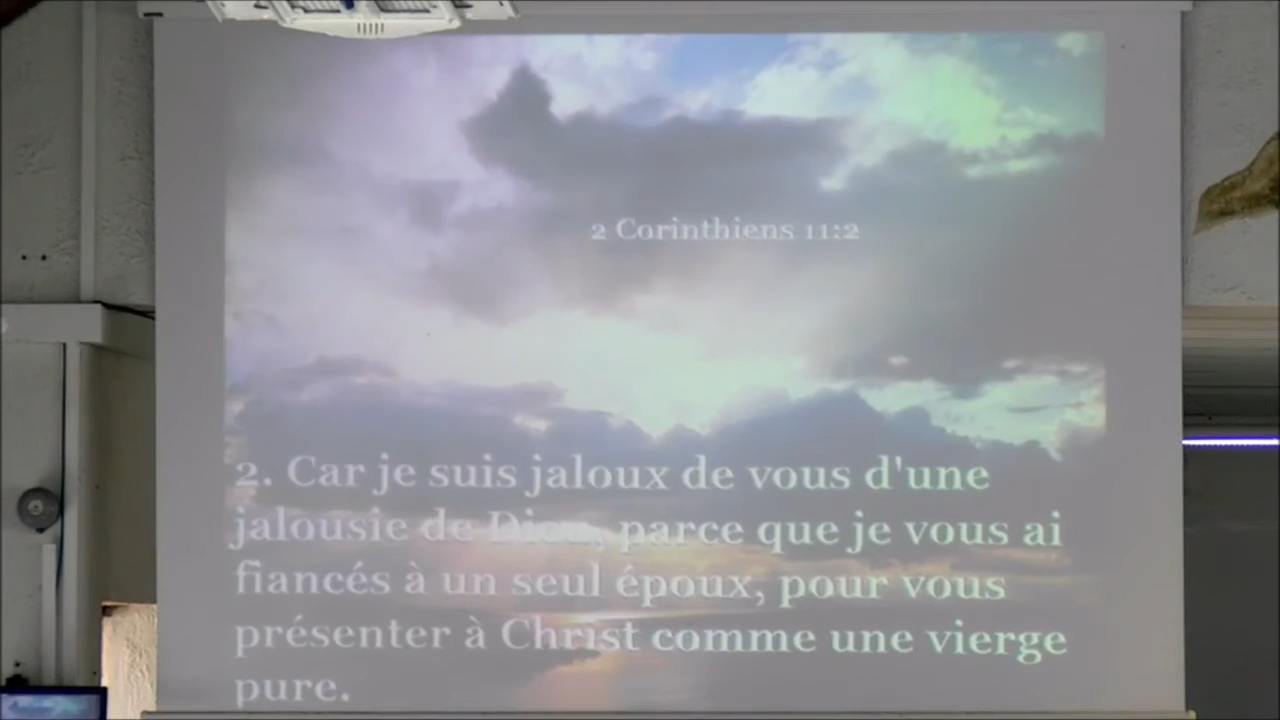 2 Corinthiens 11:2
2. Car je suis jaloux de vous d'une
jalousie de Dieu, parce que je vous ai
fiancés à un seul époux, pour vous
présenter à Christ comme une vierge
pure.